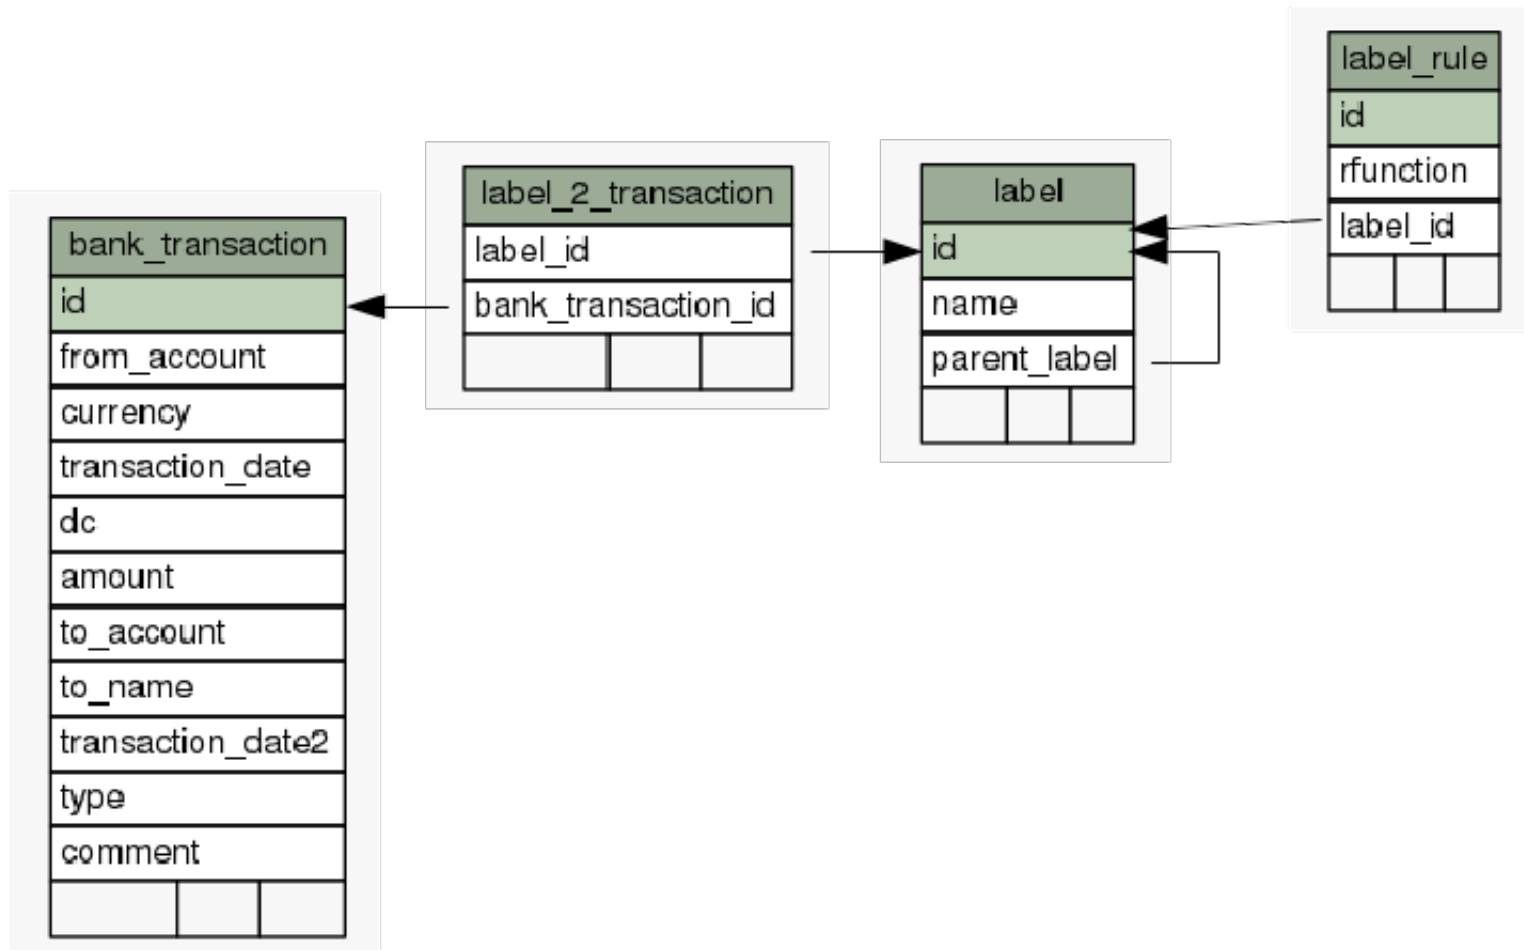 bank_transaction
id
from_account
currency
transaction_date
dc
amount
to_account
to_name
transaction_date2
type
comment
label_2_transaction
label_id
bank_transaction_id
label
id
name
parent_label
label_rule
id
rfunction
label_id